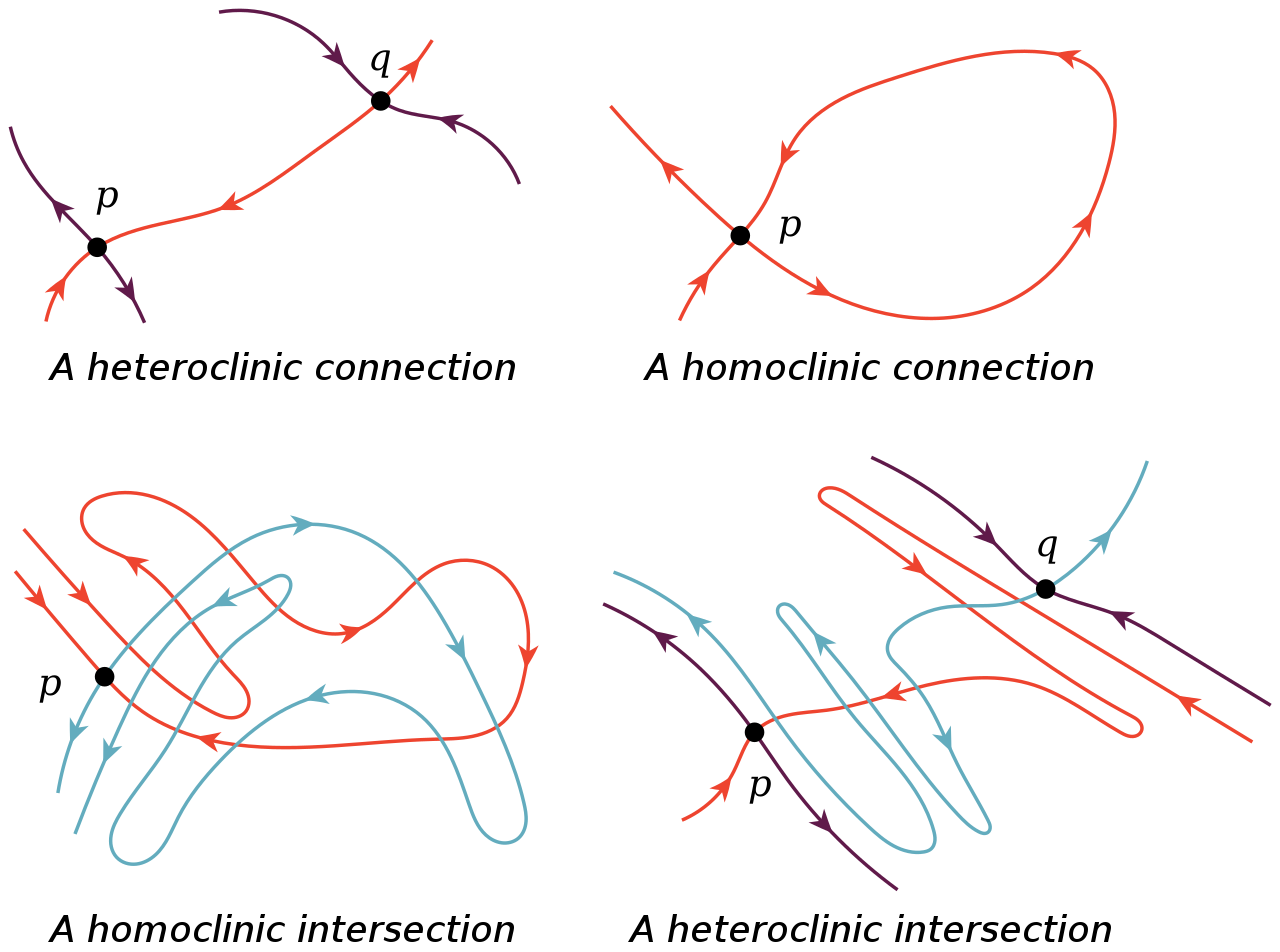 q
p
p
A heteroclinic connection
A homoclinic connection
q
p
p
A homoclinic intersection
A heteroclinic intersection